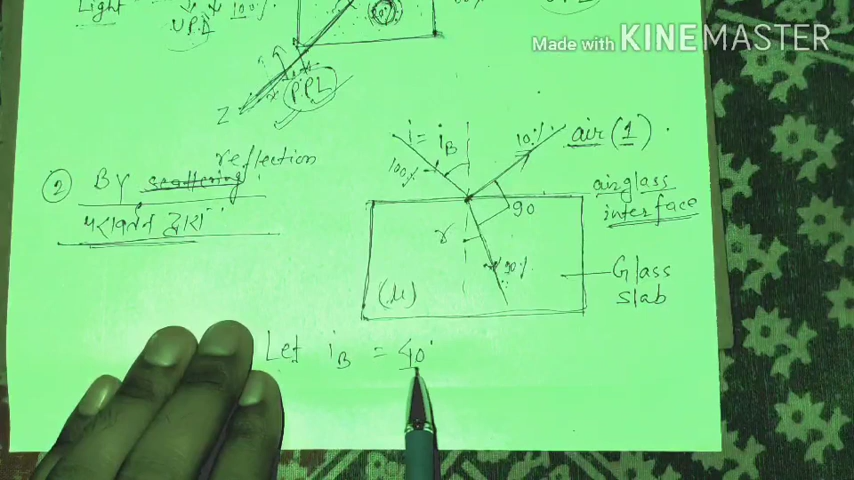 Light
100%
U.P.L
Made with KINEMASTER
Z
P.P.L
② By scattering reflection
परावर्तन द्वारा
i = iB
100%
10%
air (1)
air glass
interface
90
r
90%
Glass
slab
(μ)
Let iB = 40°